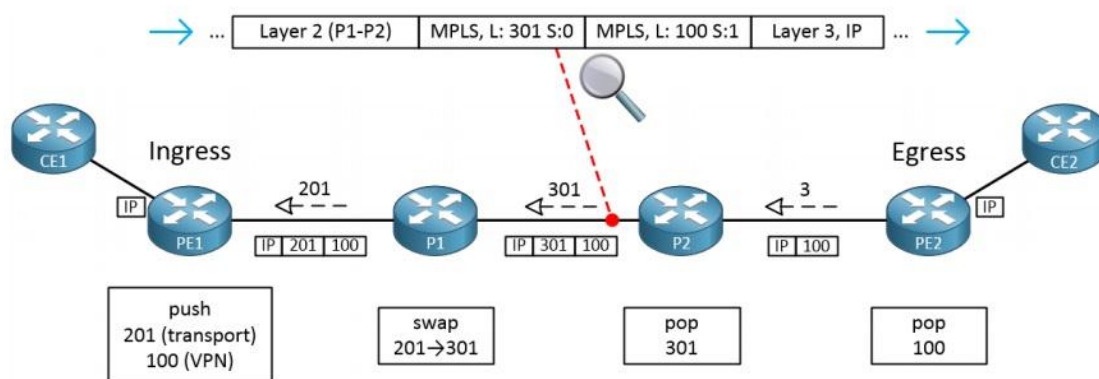 ... Layer 2 (P1-P2) MPLS, L: 301 S:0 MPLS, L: 100 S:1 Layer 3, IP ...
CE1
Ingress
Egress
CE2
201
301
3
IP
IP
PE1
P1
P2
PE2
IP 201 100
IP 301 100
IP 100
push
201 (transport)
100 (VPN)
swap
201→301
pop
301
pop
100